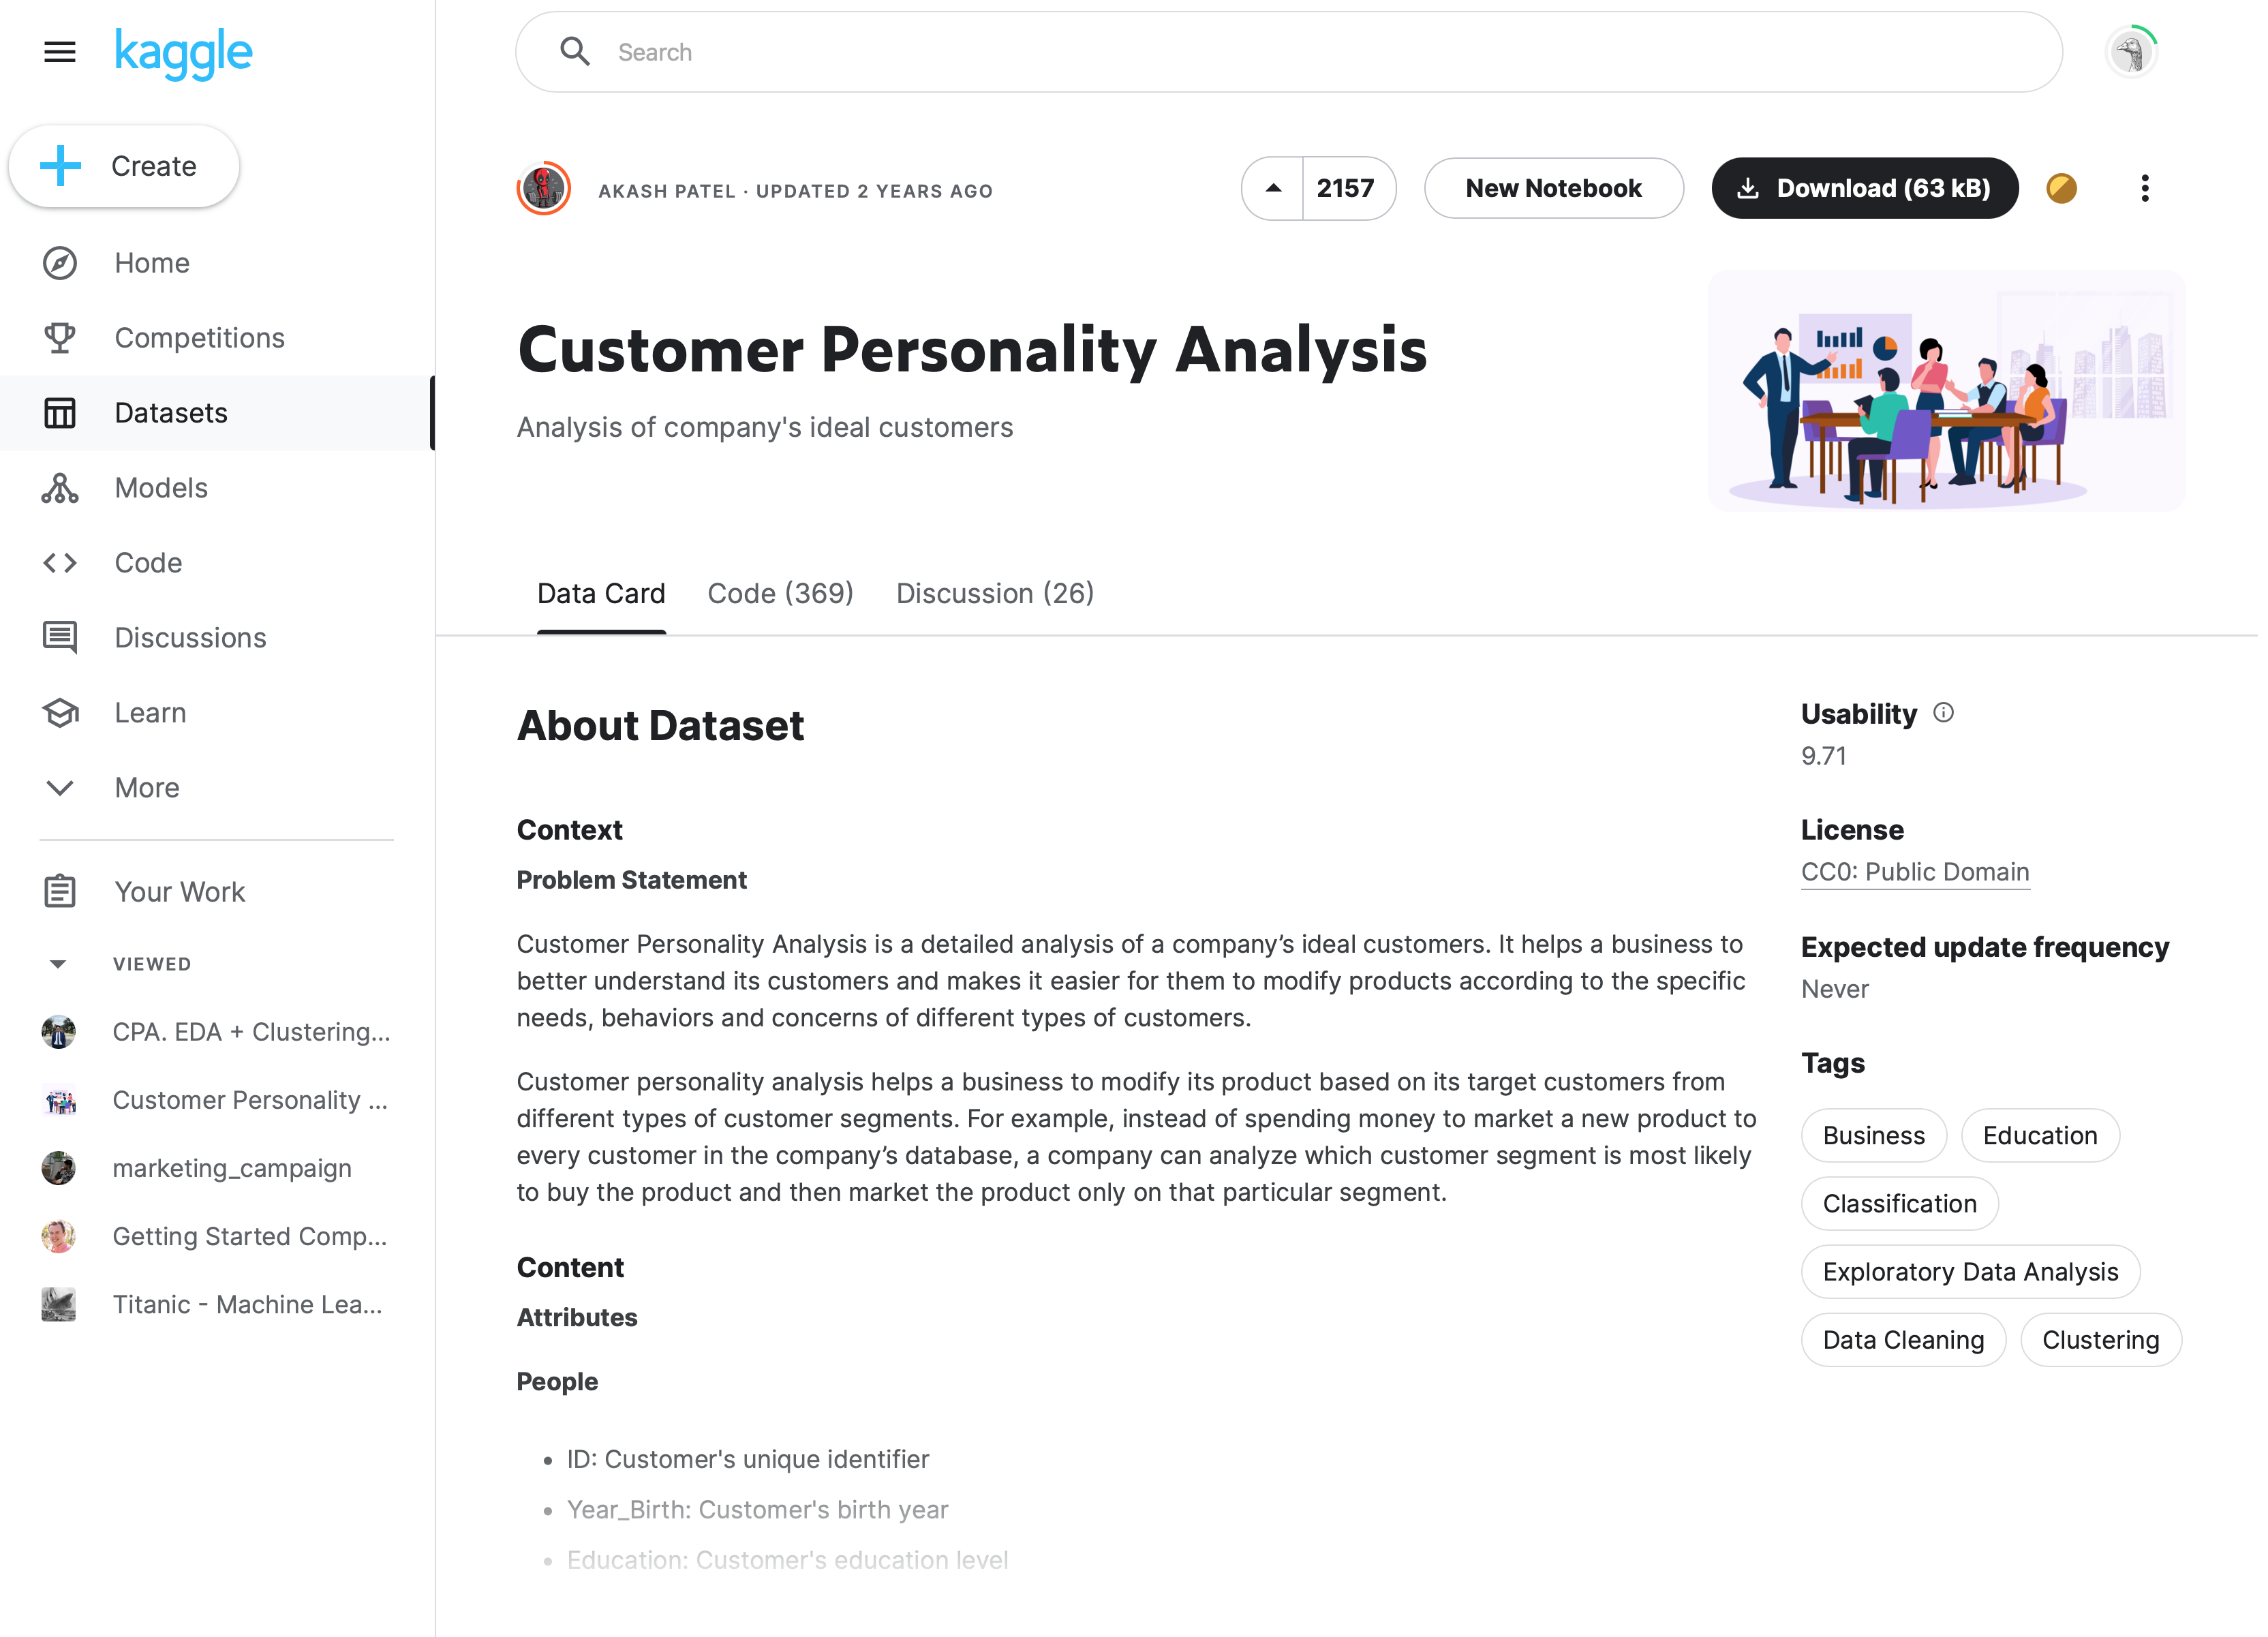 kaggle
Search
Create
Home
Competitions
Datasets
Models
Code
Discussions
Learn
More
Your Work
VIEWED
CPA. EDA + Clustering...
Customer Personality ...
marketing_campaign
Getting Started Comp...
Titanic - Machine Lea...
AKASH PATEL · UPDATED 2 YEARS AGO
2157
New Notebook
Download (63 kB)
Customer Personality Analysis
Analysis of company's ideal customers
Data Card Code (369) Discussion (26)
About Dataset
Context
Problem Statement
Customer Personality Analysis is a detailed analysis of a company’s ideal customers. It helps a business to
better understand its customers and makes it easier for them to modify products according to the specific
needs, behaviors and concerns of different types of customers.
Customer personality analysis helps a business to modify its product based on its target customers from
different types of customer segments. For example, instead of spending money to market a new product to
every customer in the company’s database, a company can analyze which customer segment is most likely
to buy the product and then market the product only on that particular segment.
Content
Attributes
People
• ID: Customer's unique identifier
• Year_Birth: Customer's birth year
• Education: Customer's education level
Usability
9.71
License
CC0: Public Domain
Expected update frequency
Never
Tags
Business Education
Classification
Exploratory Data Analysis
Data Cleaning Clustering